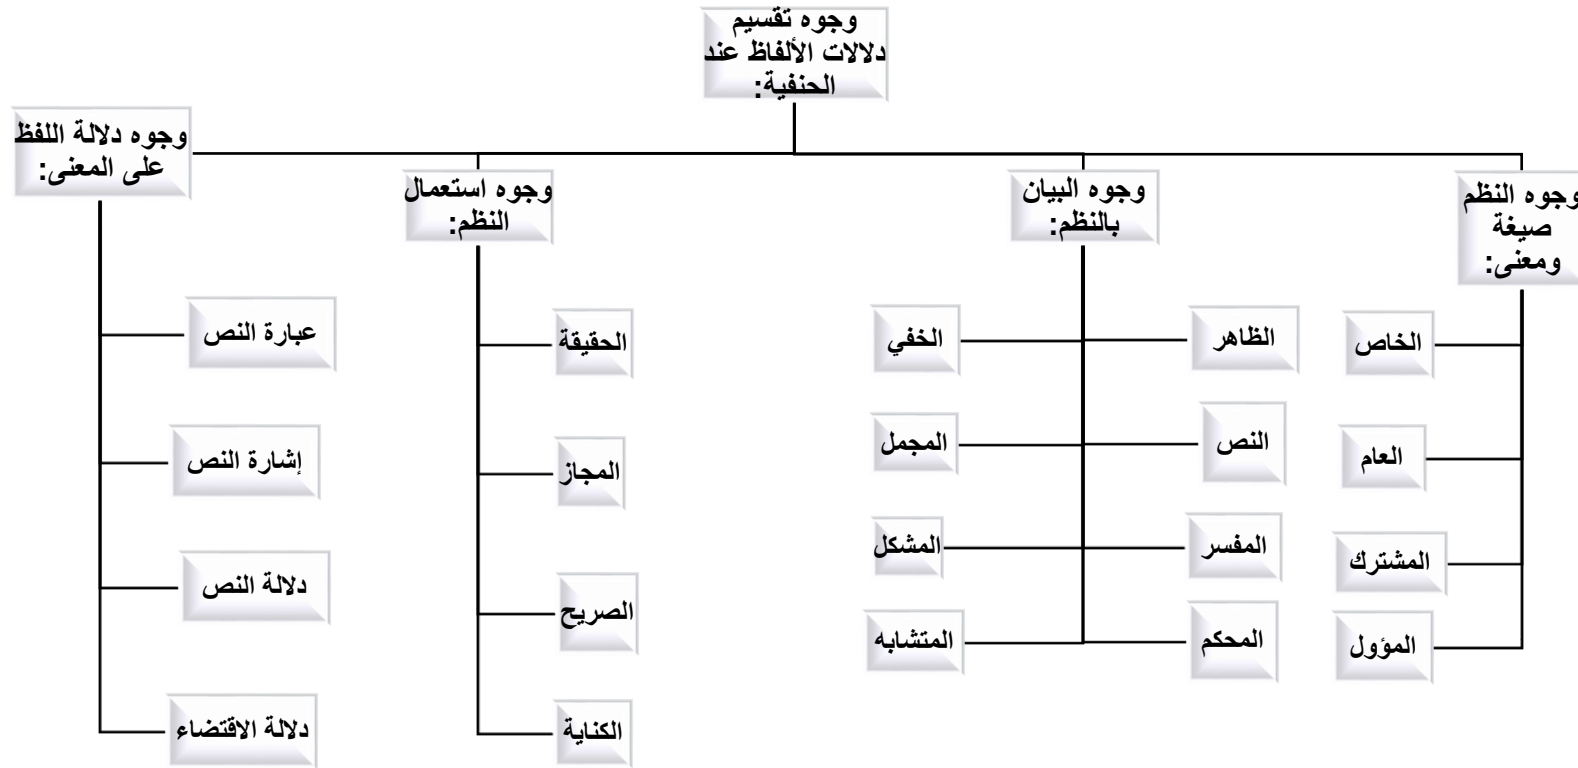 وجوه تقسيم
دلالات الألفاظ عند
الحنفية:
وجوه النظم
صيغة
ومعنى:
الخاص
العام
المشترك
المؤول
وجوه البيان
بالنظم:
الظاهر
الخفي
النص
المجمل
المفسر
المشكل
المحكم
المتشابه
وجوه استعمال
النظم:
الحقيقة
المجاز
الصريح
الكناية
وجوه دلالة اللفظ
على المعنى:
عبارة النص
إشارة النص
دلالة النص
دلالة الاقتضاء